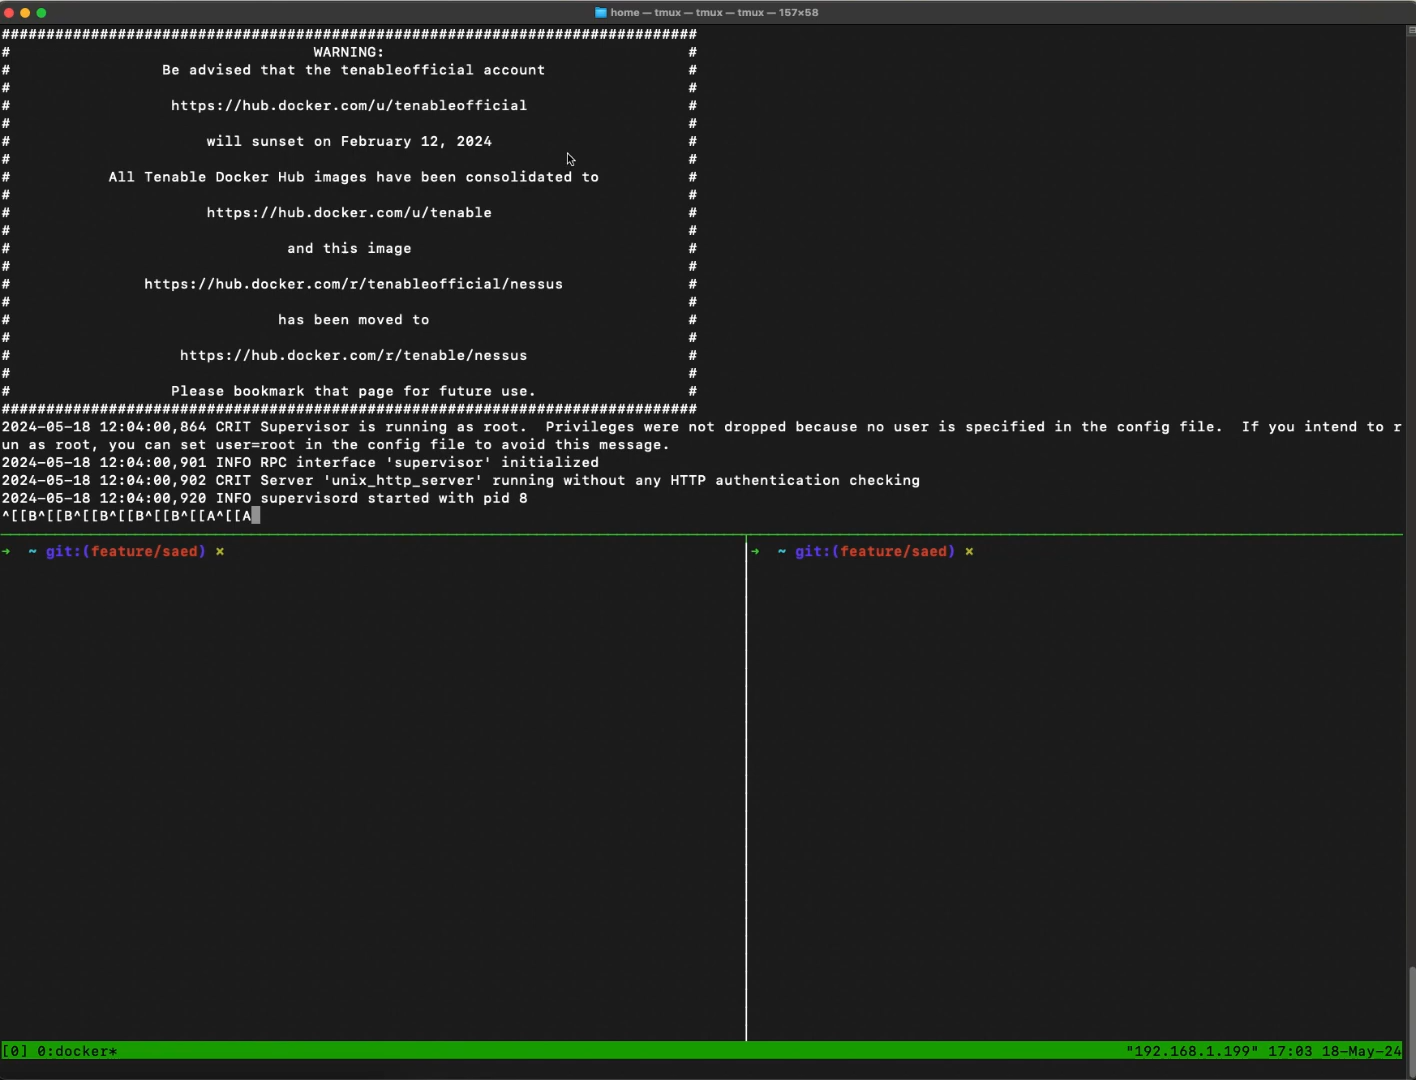 home — tmux — tmux — tmux — 157×58
##############################################################################
# WARNING: #
# Be advised that the tenableofficial account #
# #
# https://hub.docker.com/u/tenableofficial #
# #
# will sunset on February 12, 2024 #
# #
# All Tenable Docker Hub images have been consolidated to #
# #
# https://hub.docker.com/u/tenable #
# #
# and this image #
# #
# https://hub.docker.com/r/tenableofficial/nessus #
# #
# has been moved to #
# #
# https://hub.docker.com/r/tenable/nessus #
# #
# Please bookmark that page for future use. #
##############################################################################
2024-05-18 12:04:00,864 CRIT Supervisor is running as root.  Privileges were not dropped because no user is specified in the config file.  If you intend to r
un as root, you can set user=root in the config file to avoid this message.
2024-05-18 12:04:00,901 INFO RPC interface 'supervisor' initialized
2024-05-18 12:04:00,902 CRIT Server 'unix_http_server' running without any HTTP authentication checking
2024-05-18 12:04:00,920 INFO supervisord started with pid 8
^[[B^[[B^[[B^[[B^[[B^[[A^[[A
→ ~ git:(feature/saed) ×
→ ~ git:(feature/saed) ×
[0] 0:docker* "192.168.1.199" 17:03 18-May-24